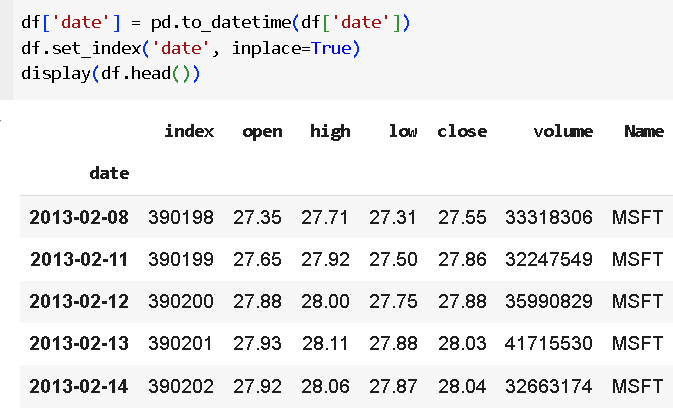 df['date'] = pd.to_datetime(df['date'])
df.set_index('date', inplace=True)
display(df.head())
index open high low close volume Name
date
2013-02-08 390198 27.35 27.71 27.31 27.55 33318306 MSFT
2013-02-11 390199 27.65 27.92 27.50 27.86 32247549 MSFT
2013-02-12 390200 27.88 28.00 27.75 27.88 35990829 MSFT
2013-02-13 390201 27.93 28.11 27.88 28.03 41715530 MSFT
2013-02-14 390202 27.92 28.06 27.87 28.04 32663174 MSFT